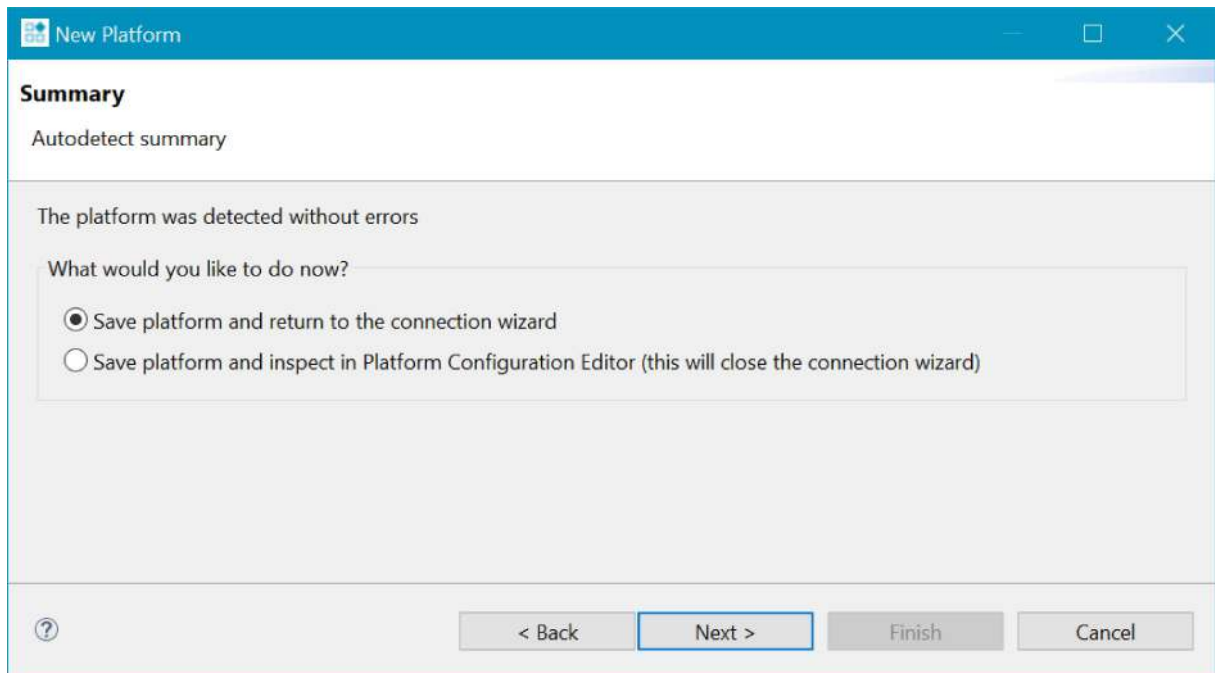 New Platform
Summary
Autodetect summary
The platform was detected without errors
What would you like to do now?
Save platform and return to the connection wizard
Save platform and inspect in Platform Configuration Editor (this will close the connection wizard)
? < Back Next > Finish Cancel